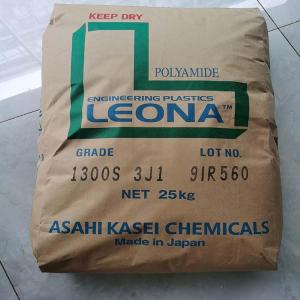 KEEP DRY
POLYAMIDE
ENGINEERING PLASTICS
LEONA™
GRADE LOT NO.
1300S 3J1 9IR560
NET 25kg
ASAHI KASEI CHEMICALS
Made in Japan